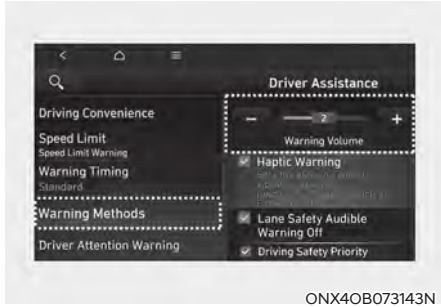 Driver Assistance
Driving Convenience
Speed Limit
Speed Limit Warning
Warning Timing
Standard
Warning Methods
Driver Attention Warning
− 2 +
Warning Volume
Haptic Warning
Lane Safety Audible
Warning Off
Driving Safety Priority
ONX4OB073143N